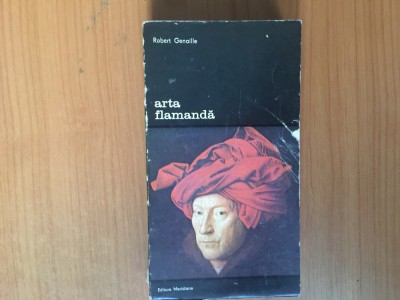 Robert Genaille
arta
flamandă
Editura Meridiane